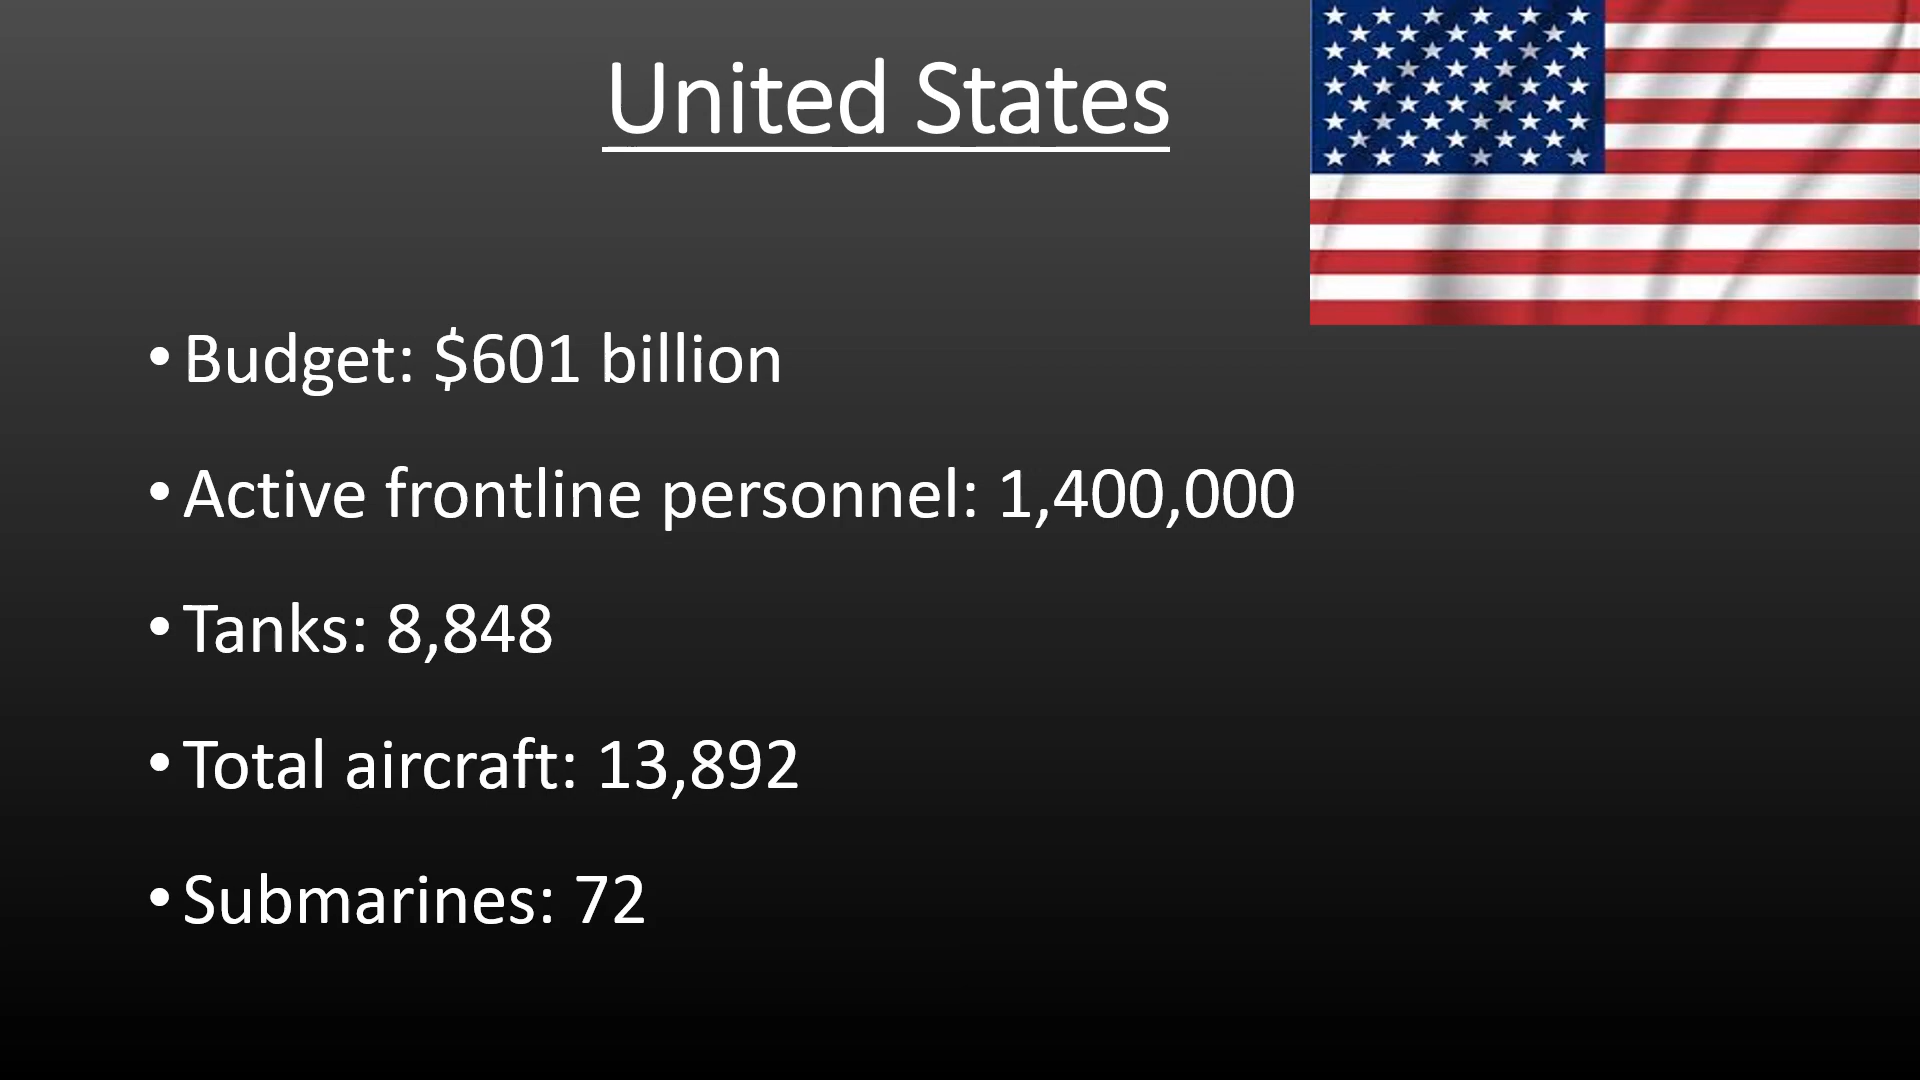 United States
• Budget: $601 billion
• Active frontline personnel: 1,400,000
• Tanks: 8,848
• Total aircraft: 13,892
• Submarines: 72